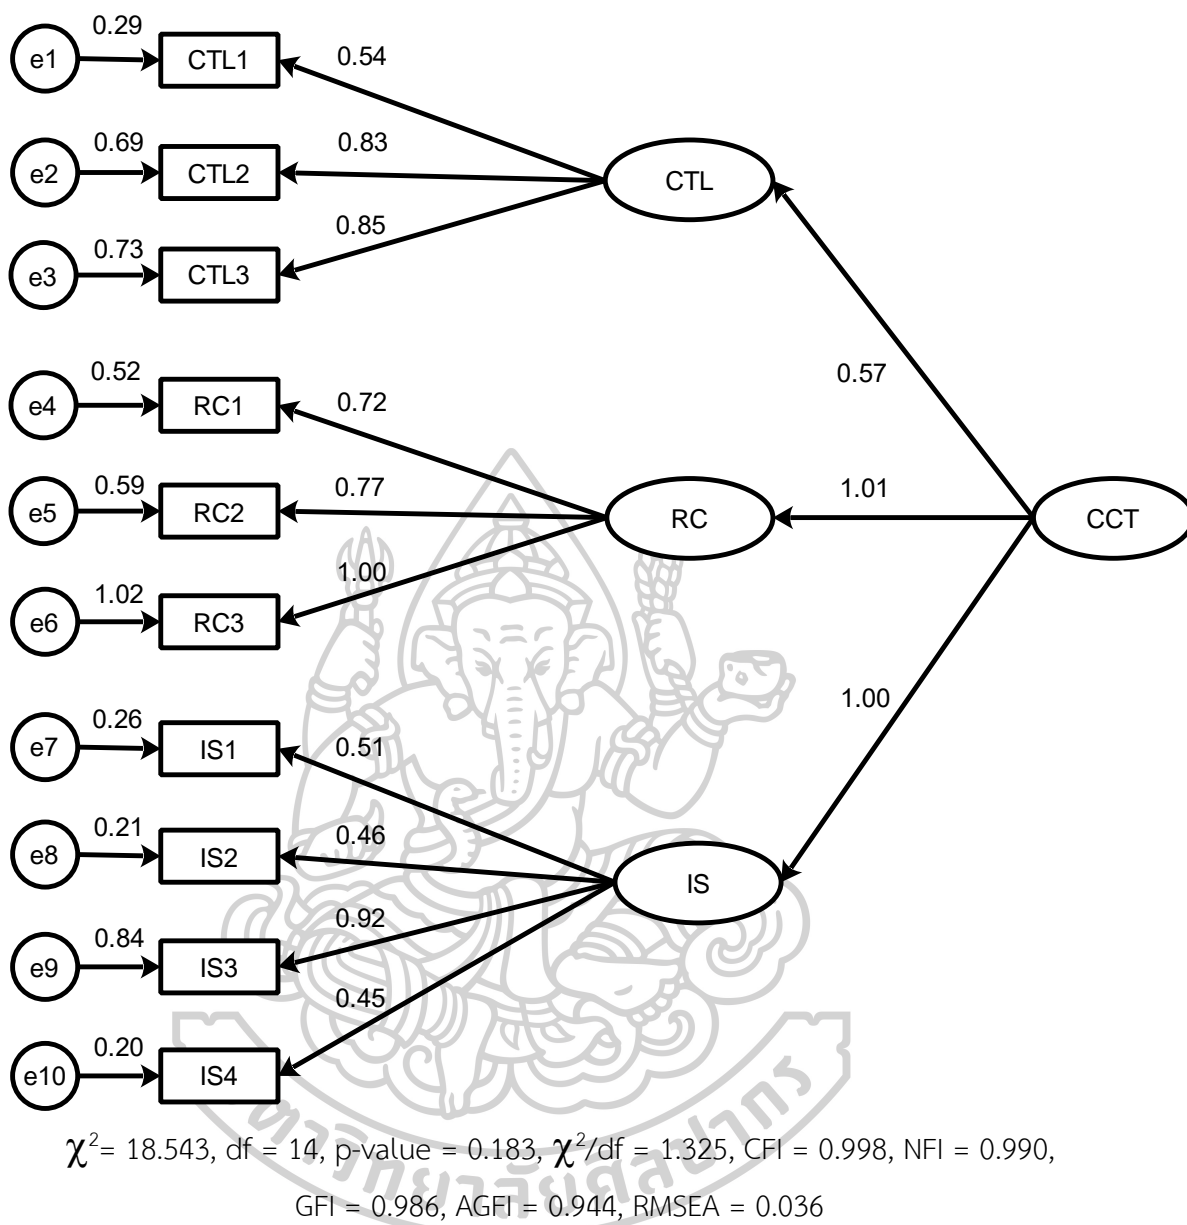 0.29
e1
CTL1
0.54
0.69
e2
CTL2
0.83
CTL
0.73
e3
CTL3
0.85
0.57
0.52
e4
RC1
0.72
0.59
e5
RC2
0.77
RC
1.01
CCT
1.02
e6
RC3
1.00
1.00
0.26
e7
IS1
0.51
0.21
e8
IS2
0.46
IS
0.84
e9
IS3
0.92
0.20
e10
IS4
0.45
χ²= 18.543, df = 14, p-value = 0.183, χ²/df = 1.325, CFI = 0.998, NFI = 0.990,
GFI = 0.986, AGFI = 0.944, RMSEA = 0.036